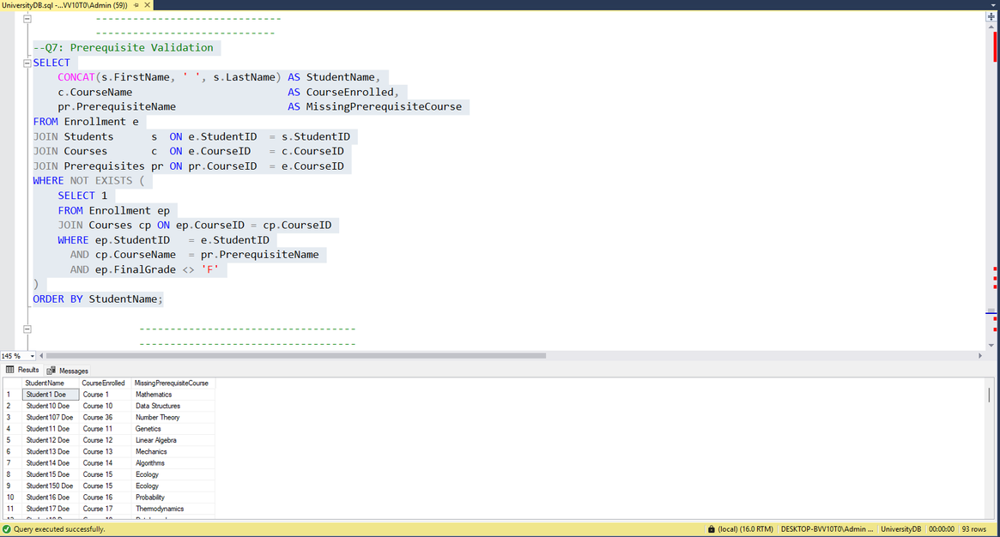 UniversityDB.sql -...VV10T0\Admin (59))
------------------------------
-----------------------------
--Q7: Prerequisite Validation
SELECT
CONCAT(s.FirstName, ' ', s.LastName) AS StudentName,
c.CourseName AS CourseEnrolled,
pr.PrerequisiteName AS MissingPrerequisiteCourse
FROM Enrollment e
JOIN Students s ON e.StudentID = s.StudentID
JOIN Courses c ON e.CourseID = c.CourseID
JOIN Prerequisites pr ON pr.CourseID = e.CourseID
WHERE NOT EXISTS (
SELECT 1
FROM Enrollment ep
JOIN Courses cp ON ep.CourseID = cp.CourseID
WHERE ep.StudentID = e.StudentID
AND cp.CourseName = pr.PrerequisiteName
AND ep.FinalGrade <> 'F'
)
ORDER BY StudentName;
-----------------------------------
-----------------------------------
145 %
Results Messages
StudentName CourseEnrolled MissingPrerequisiteCourse
1 Student1 Doe Course 1 Mathematics
2 Student10 Doe Course 10 Data Structures
3 Student107 Doe Course 36 Number Theory
4 Student11 Doe Course 11 Genetics
5 Student12 Doe Course 12 Linear Algebra
6 Student13 Doe Course 13 Mechanics
7 Student14 Doe Course 14 Algorithms
8 Student15 Doe Course 15 Ecology
9 Student150 Doe Course 15 Ecology
10 Student16 Doe Course 16 Probability
11 Student17 Doe Course 17 Thermodynamics
Query executed successfully. (local) (16.0 RTM) DESKTOP-BVV10T0\Admin ... UniversityDB 00:00:00 93 rows